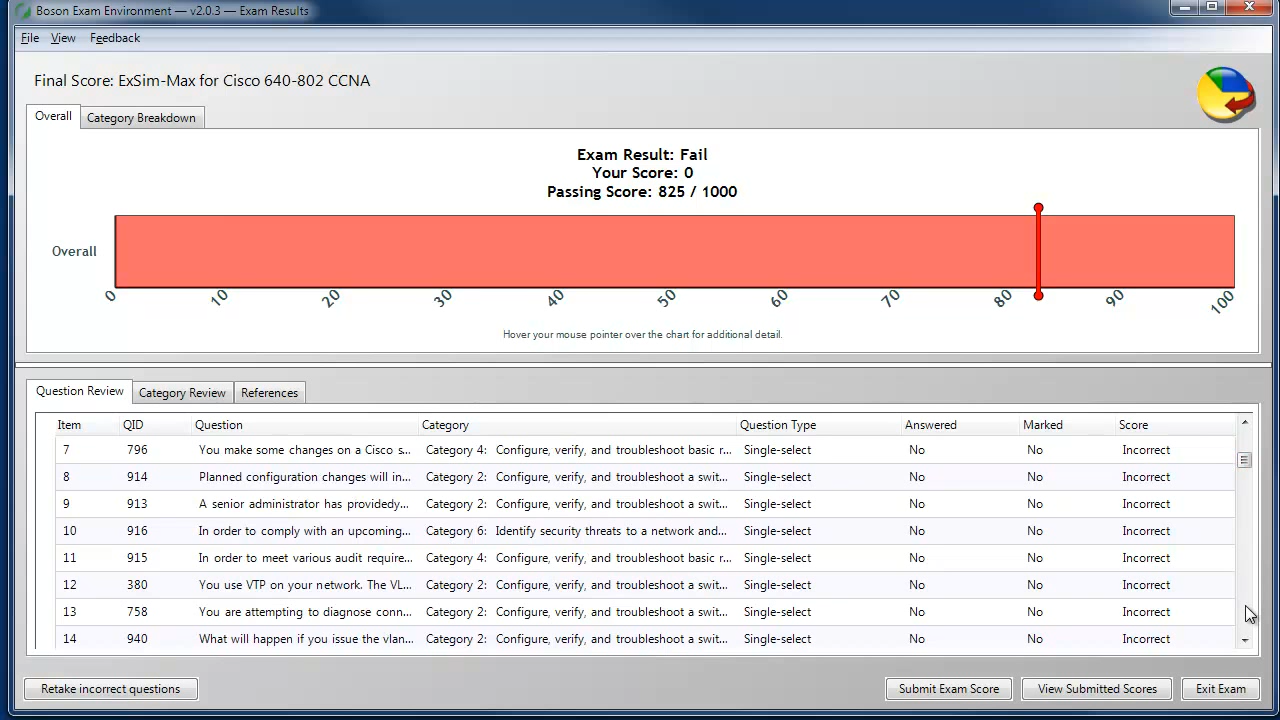 Boson Exam Environment — v2.0.3 — Exam Results
File View Feedback
Final Score: ExSim-Max for Cisco 640-802 CCNA
Overall Category Breakdown
Exam Result: Fail
Your Score: 0
Passing Score: 825 / 1000
Overall
0 10 20 30 40 50 60 70 80 90 100
Hover your mouse pointer over the chart for additional detail.
Question Review Category Review References
Item QID Question Category Question Type Answered Marked Score
7 796 You make some changes on a Cisco s... Category 4: Configure, verify, and troubleshoot basic r... Single-select No No Incorrect
8 914 Planned configuration changes will in... Category 2: Configure, verify, and troubleshoot a swit... Single-select No No Incorrect
9 913 A senior administrator has providedy... Category 2: Configure, verify, and troubleshoot a swit... Single-select No No Incorrect
10 916 In order to comply with an upcoming... Category 6: Identify security threats to a network and... Single-select No No Incorrect
11 915 In order to meet various audit require... Category 4: Configure, verify, and troubleshoot basic r... Single-select No No Incorrect
12 380 You use VTP on your network. The VL... Category 2: Configure, verify, and troubleshoot a swit... Single-select No No Incorrect
13 758 You are attempting to diagnose conn... Category 2: Configure, verify, and troubleshoot a swit... Single-select No No Incorrect
14 940 What will happen if you issue the vlan... Category 2: Configure, verify, and troubleshoot a swit... Single-select No No Incorrect
Retake incorrect questions Submit Exam Score View Submitted Scores Exit Exam